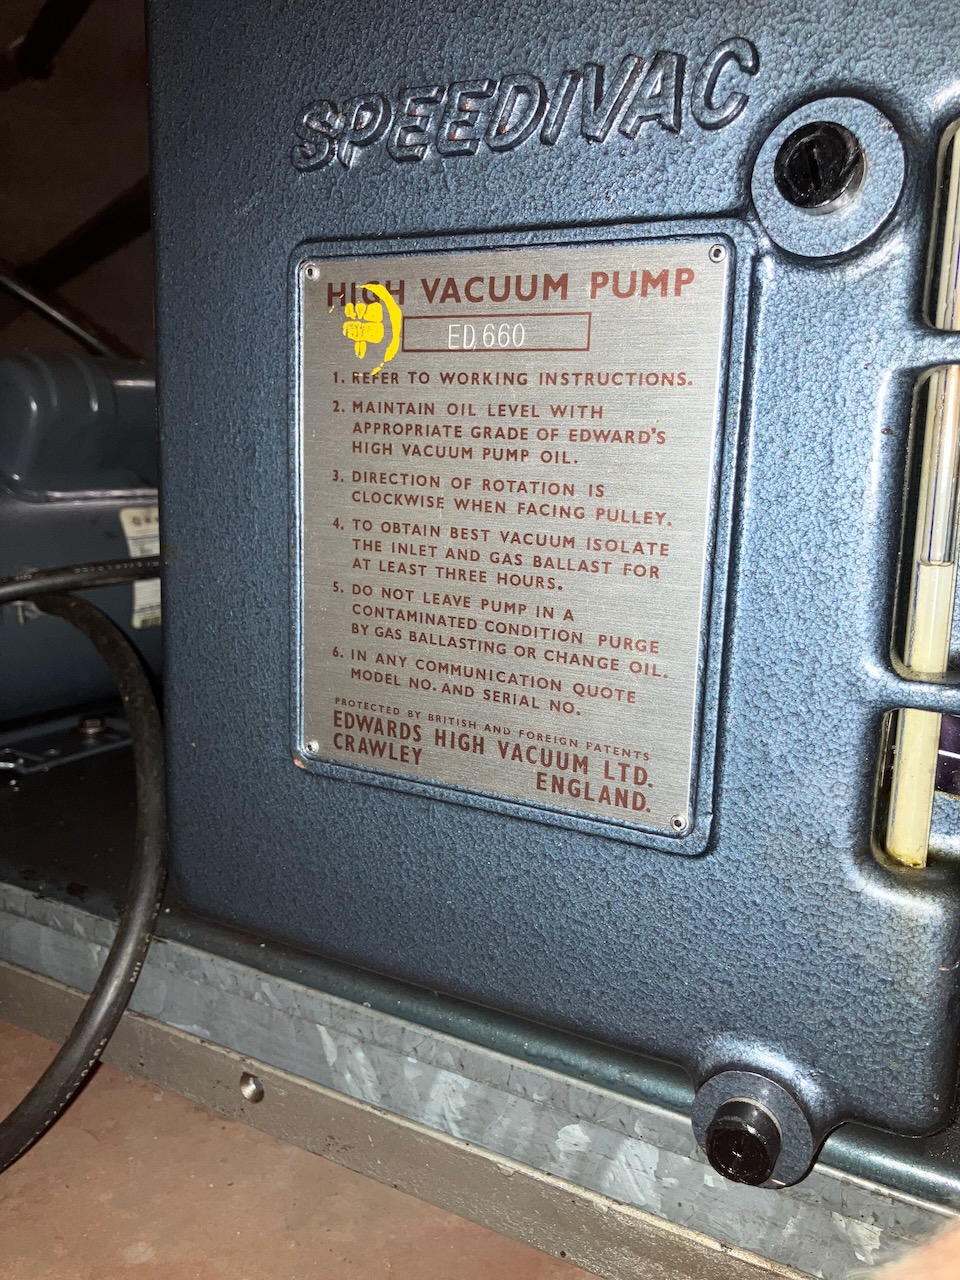 SPEEDIVAC
HIGH VACUUM PUMP
ED 660
1. REFER TO WORKING INSTRUCTIONS.
2. MAINTAIN OIL LEVEL WITH
APPROPRIATE GRADE OF EDWARD'S
HIGH VACUUM PUMP OIL.
3. DIRECTION OF ROTATION IS
CLOCKWISE WHEN FACING PULLEY.
4. TO OBTAIN BEST VACUUM ISOLATE
THE INLET AND GAS BALLAST FOR
AT LEAST THREE HOURS.
5. DO NOT LEAVE PUMP IN A
CONTAMINATED CONDITION PURGE
BY GAS BALLASTING OR CHANGE OIL.
6. IN ANY COMMUNICATION QUOTE
MODEL NO. AND SERIAL NO.
PROTECTED BY BRITISH AND FOREIGN PATENTS
EDWARDS HIGH VACUUM LTD.
CRAWLEY ENGLAND.